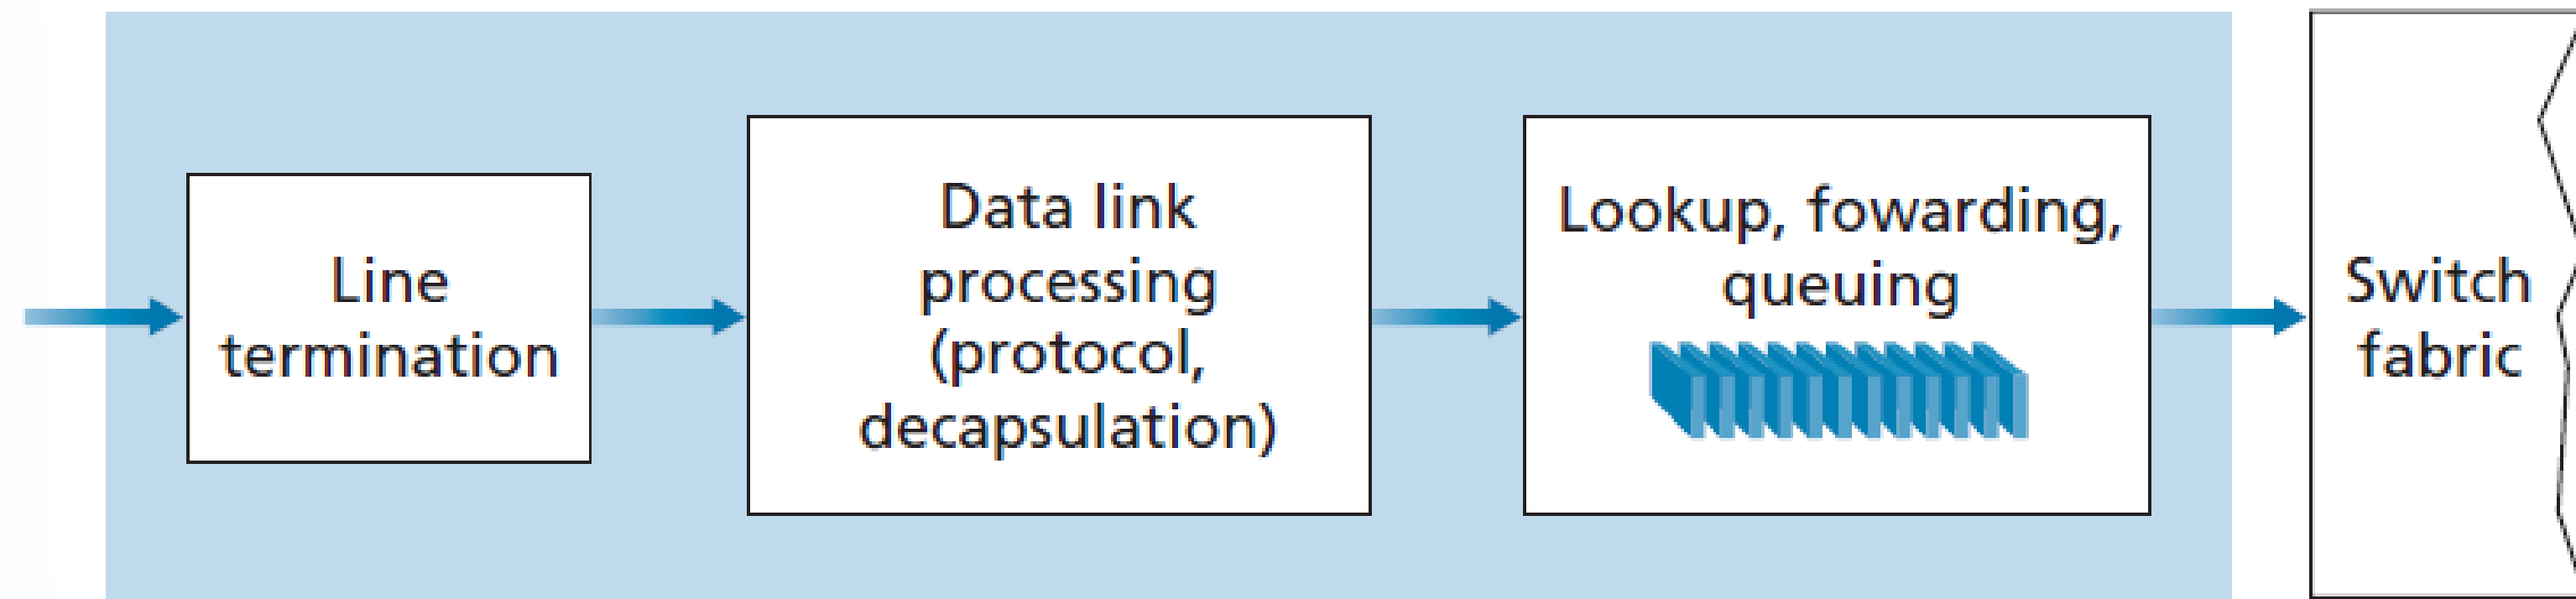 Line
termination
Data link
processing
(protocol,
decapsulation)
Lookup, fowarding,
queuing
Switch
fabric